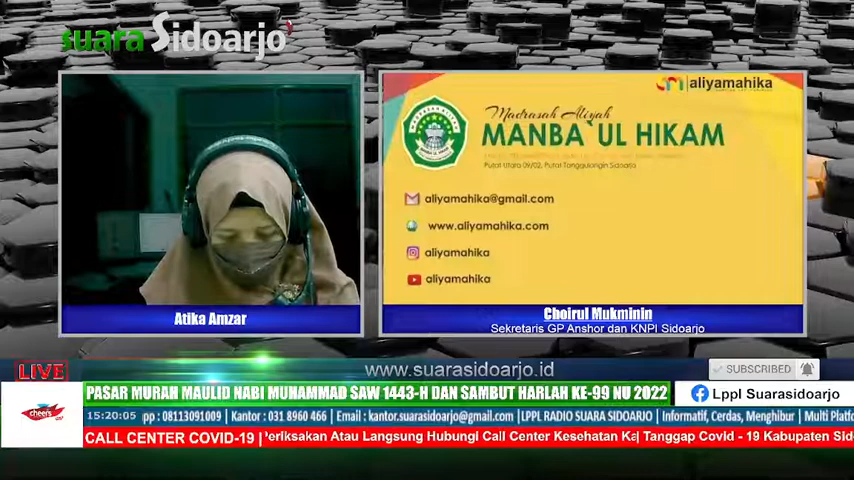 suara Sidoarjo
aliyamahika
Madrasah Aliyah
MANBA`UL HIKAM
Putat Utara 09/02, Putat Tanggulangin Sidoarjo
aliyamahika@gmail.com
www.aliyamahika.com
aliyamahika
aliyamahika
Atika Amzar
Choirul Mukminin
Sekretaris GP Anshor dan KNPI Sidoarjo
LIVE
www.suarasidoarjo.id
SUBSCRIBED
PASAR MURAH MAULID NABI MUHAMMAD SAW 1443-H DAN SAMBUT HARLAH KE-99 NU 2022
Lppl Suarasidoarjo
cheers
15:20:05 pp : 08113091009 | Kantor : 031 8960 466 | Email : kantor.suarasidoarjo@gmail.com |LPPL RADIO SUARA SIDOARJO | Informatif, Cerdas, Menghibur | Multi Platfo
CALL CENTER COVID-19 | 'eriksakan Atau Langsung Hubungi Call Center Kesehatan Ka| Tanggap Covid - 19 Kabupaten Sid